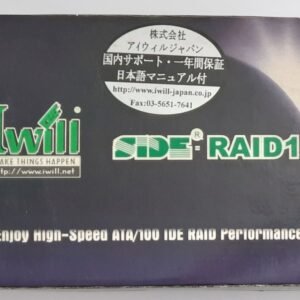 株式会社
アイウィルジャパン
国内サポート・一年間保証
日本語マニュアル付
http://www.iwill-japan.co.jp
Fax:03-5651-7641
Iwill
MAKE THINGS HAPPEN
http://www.iwill.net
SIDE® RAID1
Enjoy High-Speed ATA/100 IDE RAID Performance